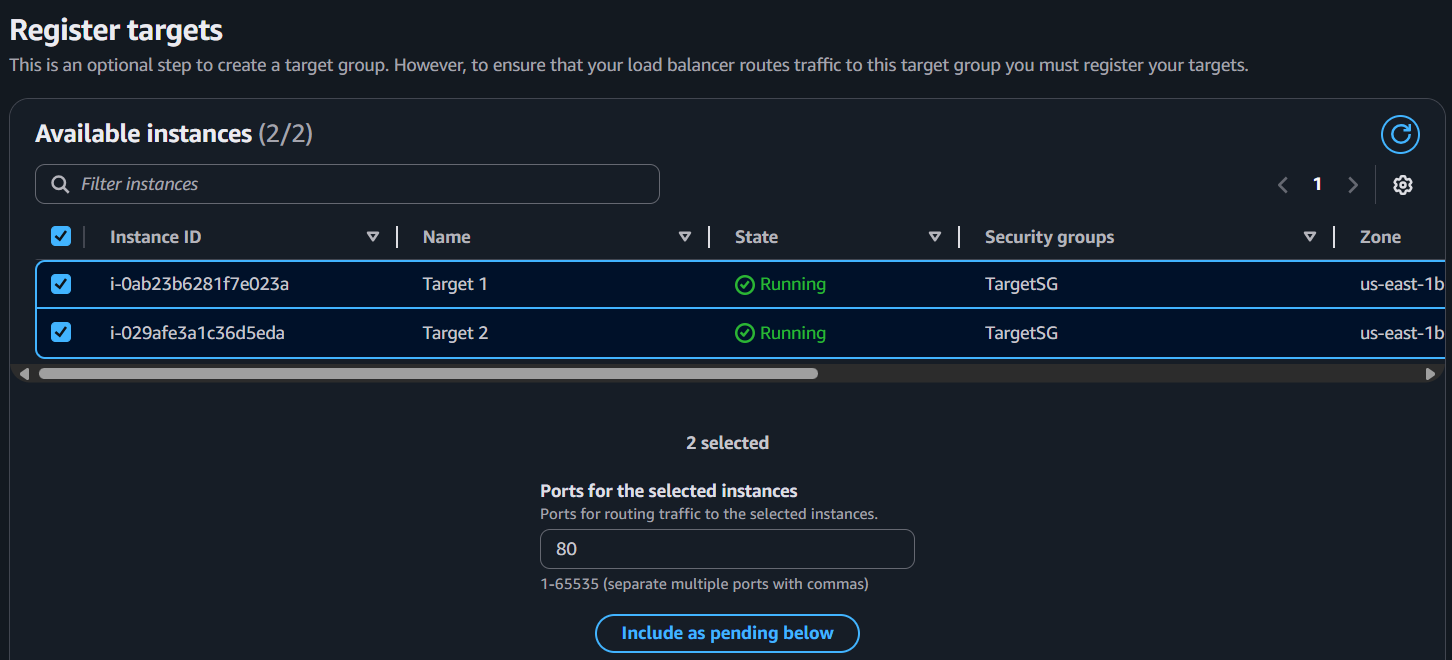 Register targets
This is an optional step to create a target group. However, to ensure that your load balancer routes traffic to this target group you must register your targets.
Available instances (2/2)
Filter instances
1
Instance ID Name State Security groups Zone
i-0ab23b6281f7e023a Target 1 Running TargetSG us-east-1b
i-029afe3a1c36d5eda Target 2 Running TargetSG us-east-1b
2 selected
Ports for the selected instances
Ports for routing traffic to the selected instances.
80
1-65535 (separate multiple ports with commas)
Include as pending below